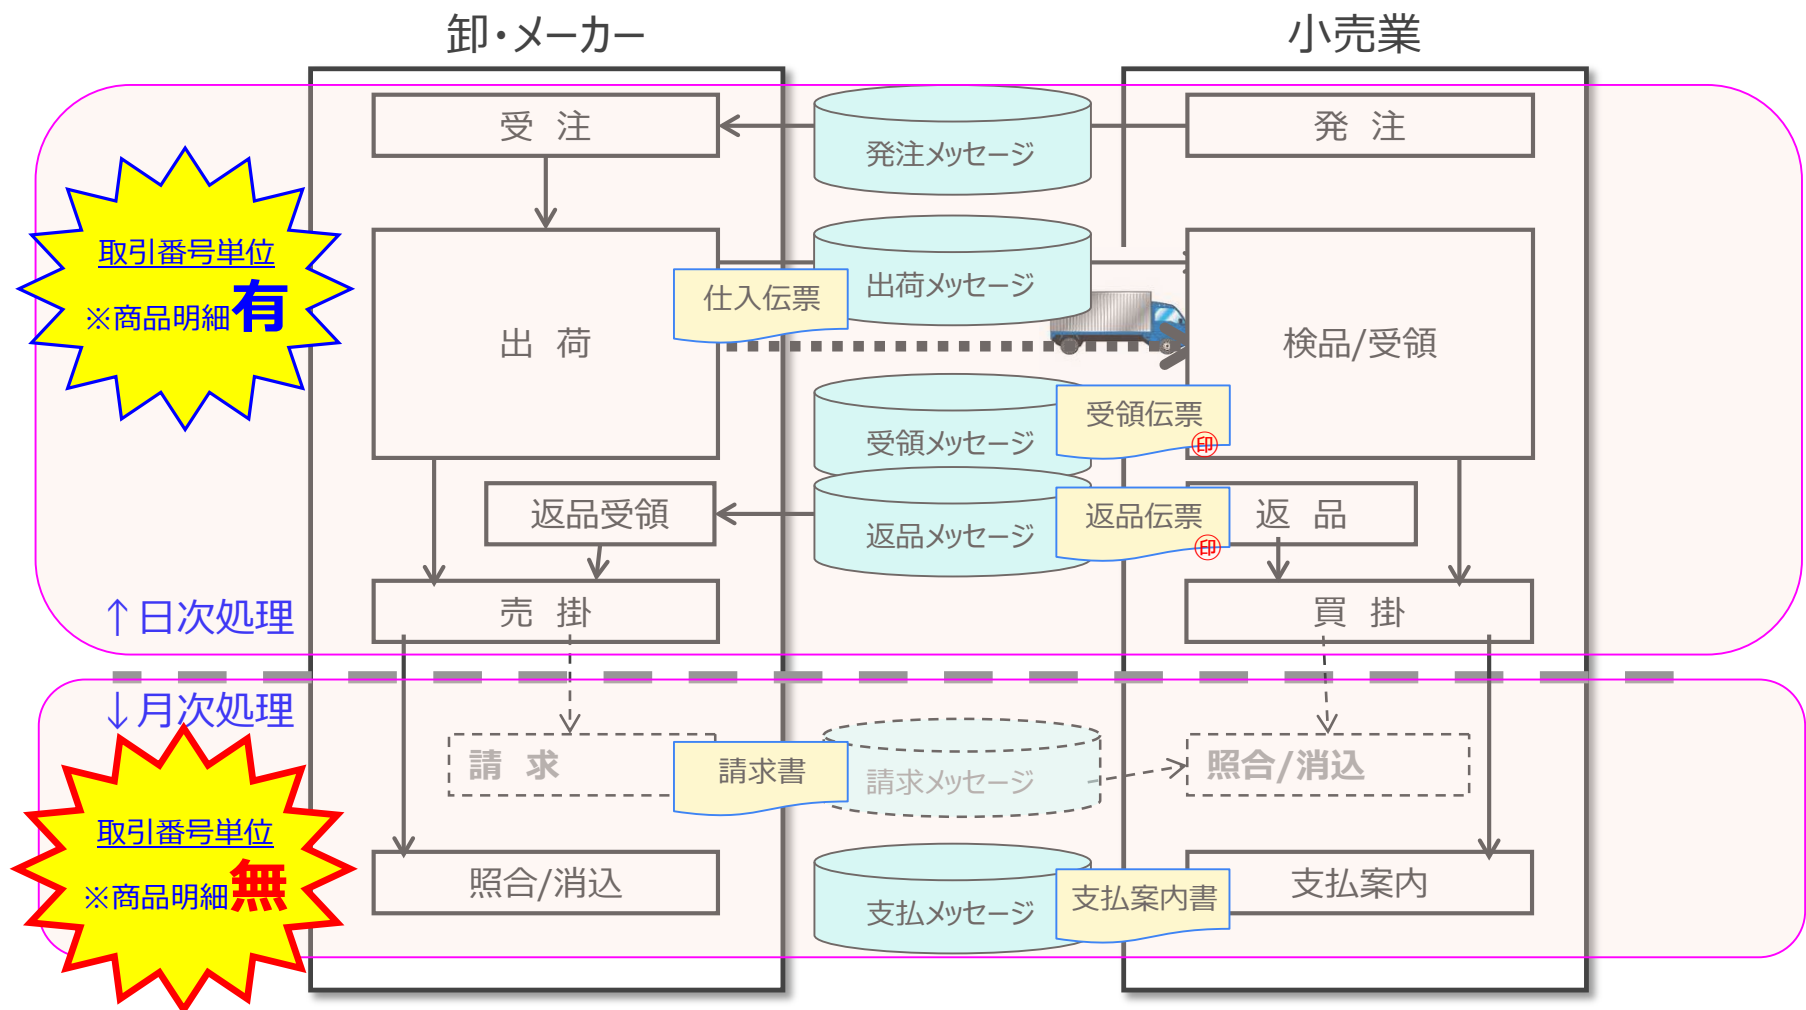 卸・メーカー
小売業
受 注
発注メッセージ
発 注
取引番号単位
※商品明細有
出荷メッセージ
仕入伝票
出 荷
検品/受領
受領伝票
㊞
受領メッセージ
返品受領
返品メッセージ
返品伝票
㊞
返 品
↑日次処理
売 掛
買 掛
↓月次処理
請 求
請求書
請求メッセージ
照合/消込
取引番号単位
※商品明細無
照合/消込
支払メッセージ
支払案内書
支払案内